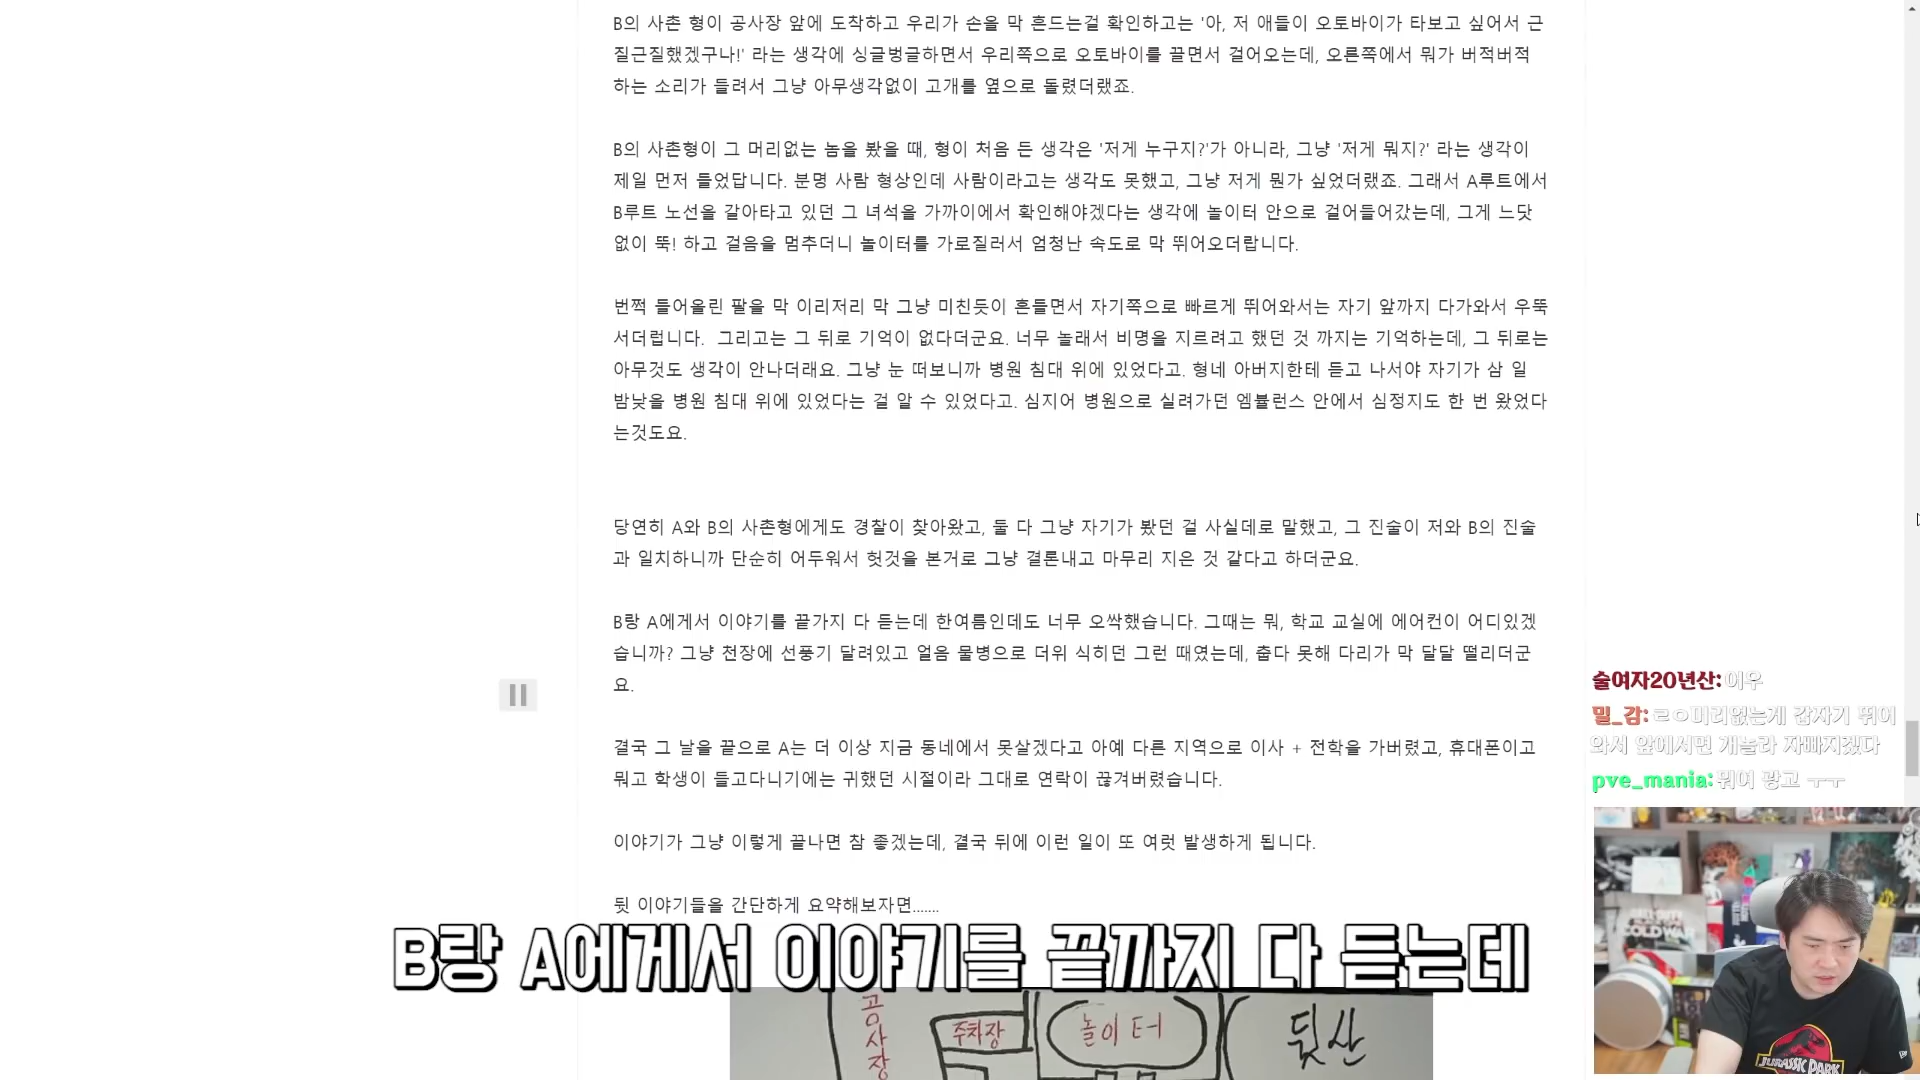 B의 사촌 형이 공사장 앞에 도착하고 우리가 손을 막 흔드는걸 확인하고는 '아, 저 애들이 오토바이가 타보고 싶어서 근
질근질했겠구나!' 라는 생각에 싱글벙글하면서 우리쪽으로 오토바이를 끌면서 걸어오는데, 오른쪽에서 뭐가 버적버적
하는 소리가 들려서 그냥 아무생각없이 고개를 옆으로 돌렸더랬죠.
B의 사촌형이 그 머리없는 놈을 봤을 때, 형이 처음 든 생각은 '저게 누구지?'가 아니라, 그냥 '저게 뭐지?' 라는 생각이
제일 먼저 들었답니다. 분명 사람 형상인데 사람이라고는 생각도 못했고, 그냥 저게 뭔가 싶었더랬죠. 그래서 A루트에서
B루트 노선을 갈아타고 있던 그 녀석을 가까이에서 확인해야겠다는 생각에 놀이터 안으로 걸어들어갔는데, 그게 느닷
없이 뚝! 하고 걸음을 멈추더니 놀이터를 가로질러서 엄청난 속도로 막 뛰어오더랍니다.
번쩍 들어올린 팔을 막 이리저리 막 그냥 미친듯이 흔들면서 자기쪽으로 빠르게 뛰어와서는 자기 앞까지 다가와서 우뚝
서더럽니다.  그리고는 그 뒤로 기억이 없다더군요. 너무 놀래서 비명을 지르려고 했던 것 까지는 기억하는데, 그 뒤로는
아무것도 생각이 안나더래요. 그냥 눈 떠보니까 병원 침대 위에 있었다고. 형네 아버지한테 듣고 나서야 자기가 삼 일
밤낮을 병원 침대 위에 있었다는 걸 알 수 있었다고. 심지어 병원으로 실려가던 엠뷸런스 안에서 심정지도 한 번 왔었다
는것도요.
당연히 A와 B의 사촌형에게도 경찰이 찾아왔고, 둘 다 그냥 자기가 봤던 걸 사실데로 말했고, 그 진술이 저와 B의 진술
과 일치하니까 단순히 어두워서 헛것을 본거로 그냥 결론내고 마무리 지은 것 같다고 하더군요.
B랑 A에게서 이야기를 끝가지 다 듣는데 한여름인데도 너무 오싹했습니다. 그때는 뭐, 학교 교실에 에어컨이 어디있겠
습니까? 그냥 천장에 선풍기 달려있고 얼음 물병으로 더위 식히던 그런 때였는데, 춥다 못해 다리가 막 달달 떨리더군
요.
결국 그 날을 끝으로 A는 더 이상 지금 동네에서 못살겠다고 아예 다른 지역으로 이사 + 전학을 가버렸고, 휴대폰이고
뭐고 학생이 들고다니기에는 귀했던 시절이라 그대로 연락이 끊겨버렸습니다.
이야기가 그냥 이렇게 끝나면 참 좋겠는데, 결국 뒤에 이런 일이 또 여럿 발생하게 됩니다.
뒷 이야기들을 간단하게 요약해보자면.......
B랑 A에게서 이야기를 끝까지 다 듣는데
공사장
주차장
놀이터
뒷산
술여자20년산: 어우
밀_감: ㄹㅇ머리없는게 갑자기 뛰어
와서 앞에서면 개놀라 자빠지겠다
pve_mania: 뭐여 광고 ㅜㅜ
COLD WAR
JURASSIC PARK